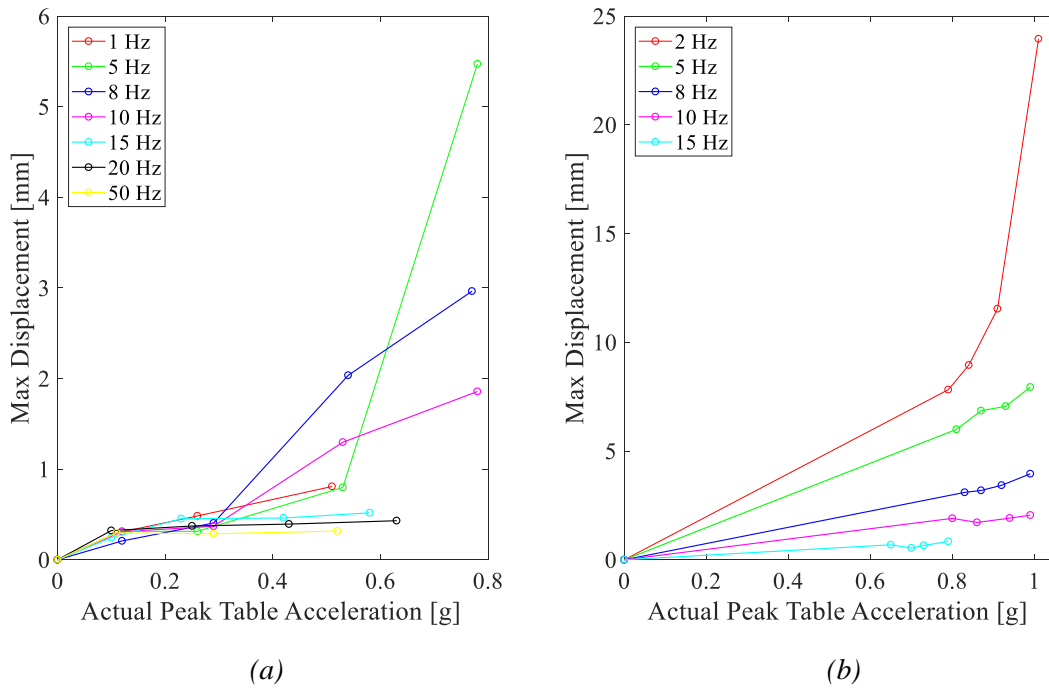 6
5
4
3
2
1
0
Max Displacement [mm]
1 Hz
5 Hz
8 Hz
10 Hz
15 Hz
20 Hz
50 Hz
0 0.2 0.4 0.6 0.8
Actual Peak Table Acceleration [g]
(a)
25
20
15
10
5
0
Max Displacement [mm]
2 Hz
5 Hz
8 Hz
10 Hz
15 Hz
0 0.2 0.4 0.6 0.8 1
Actual Peak Table Acceleration [g]
(b)